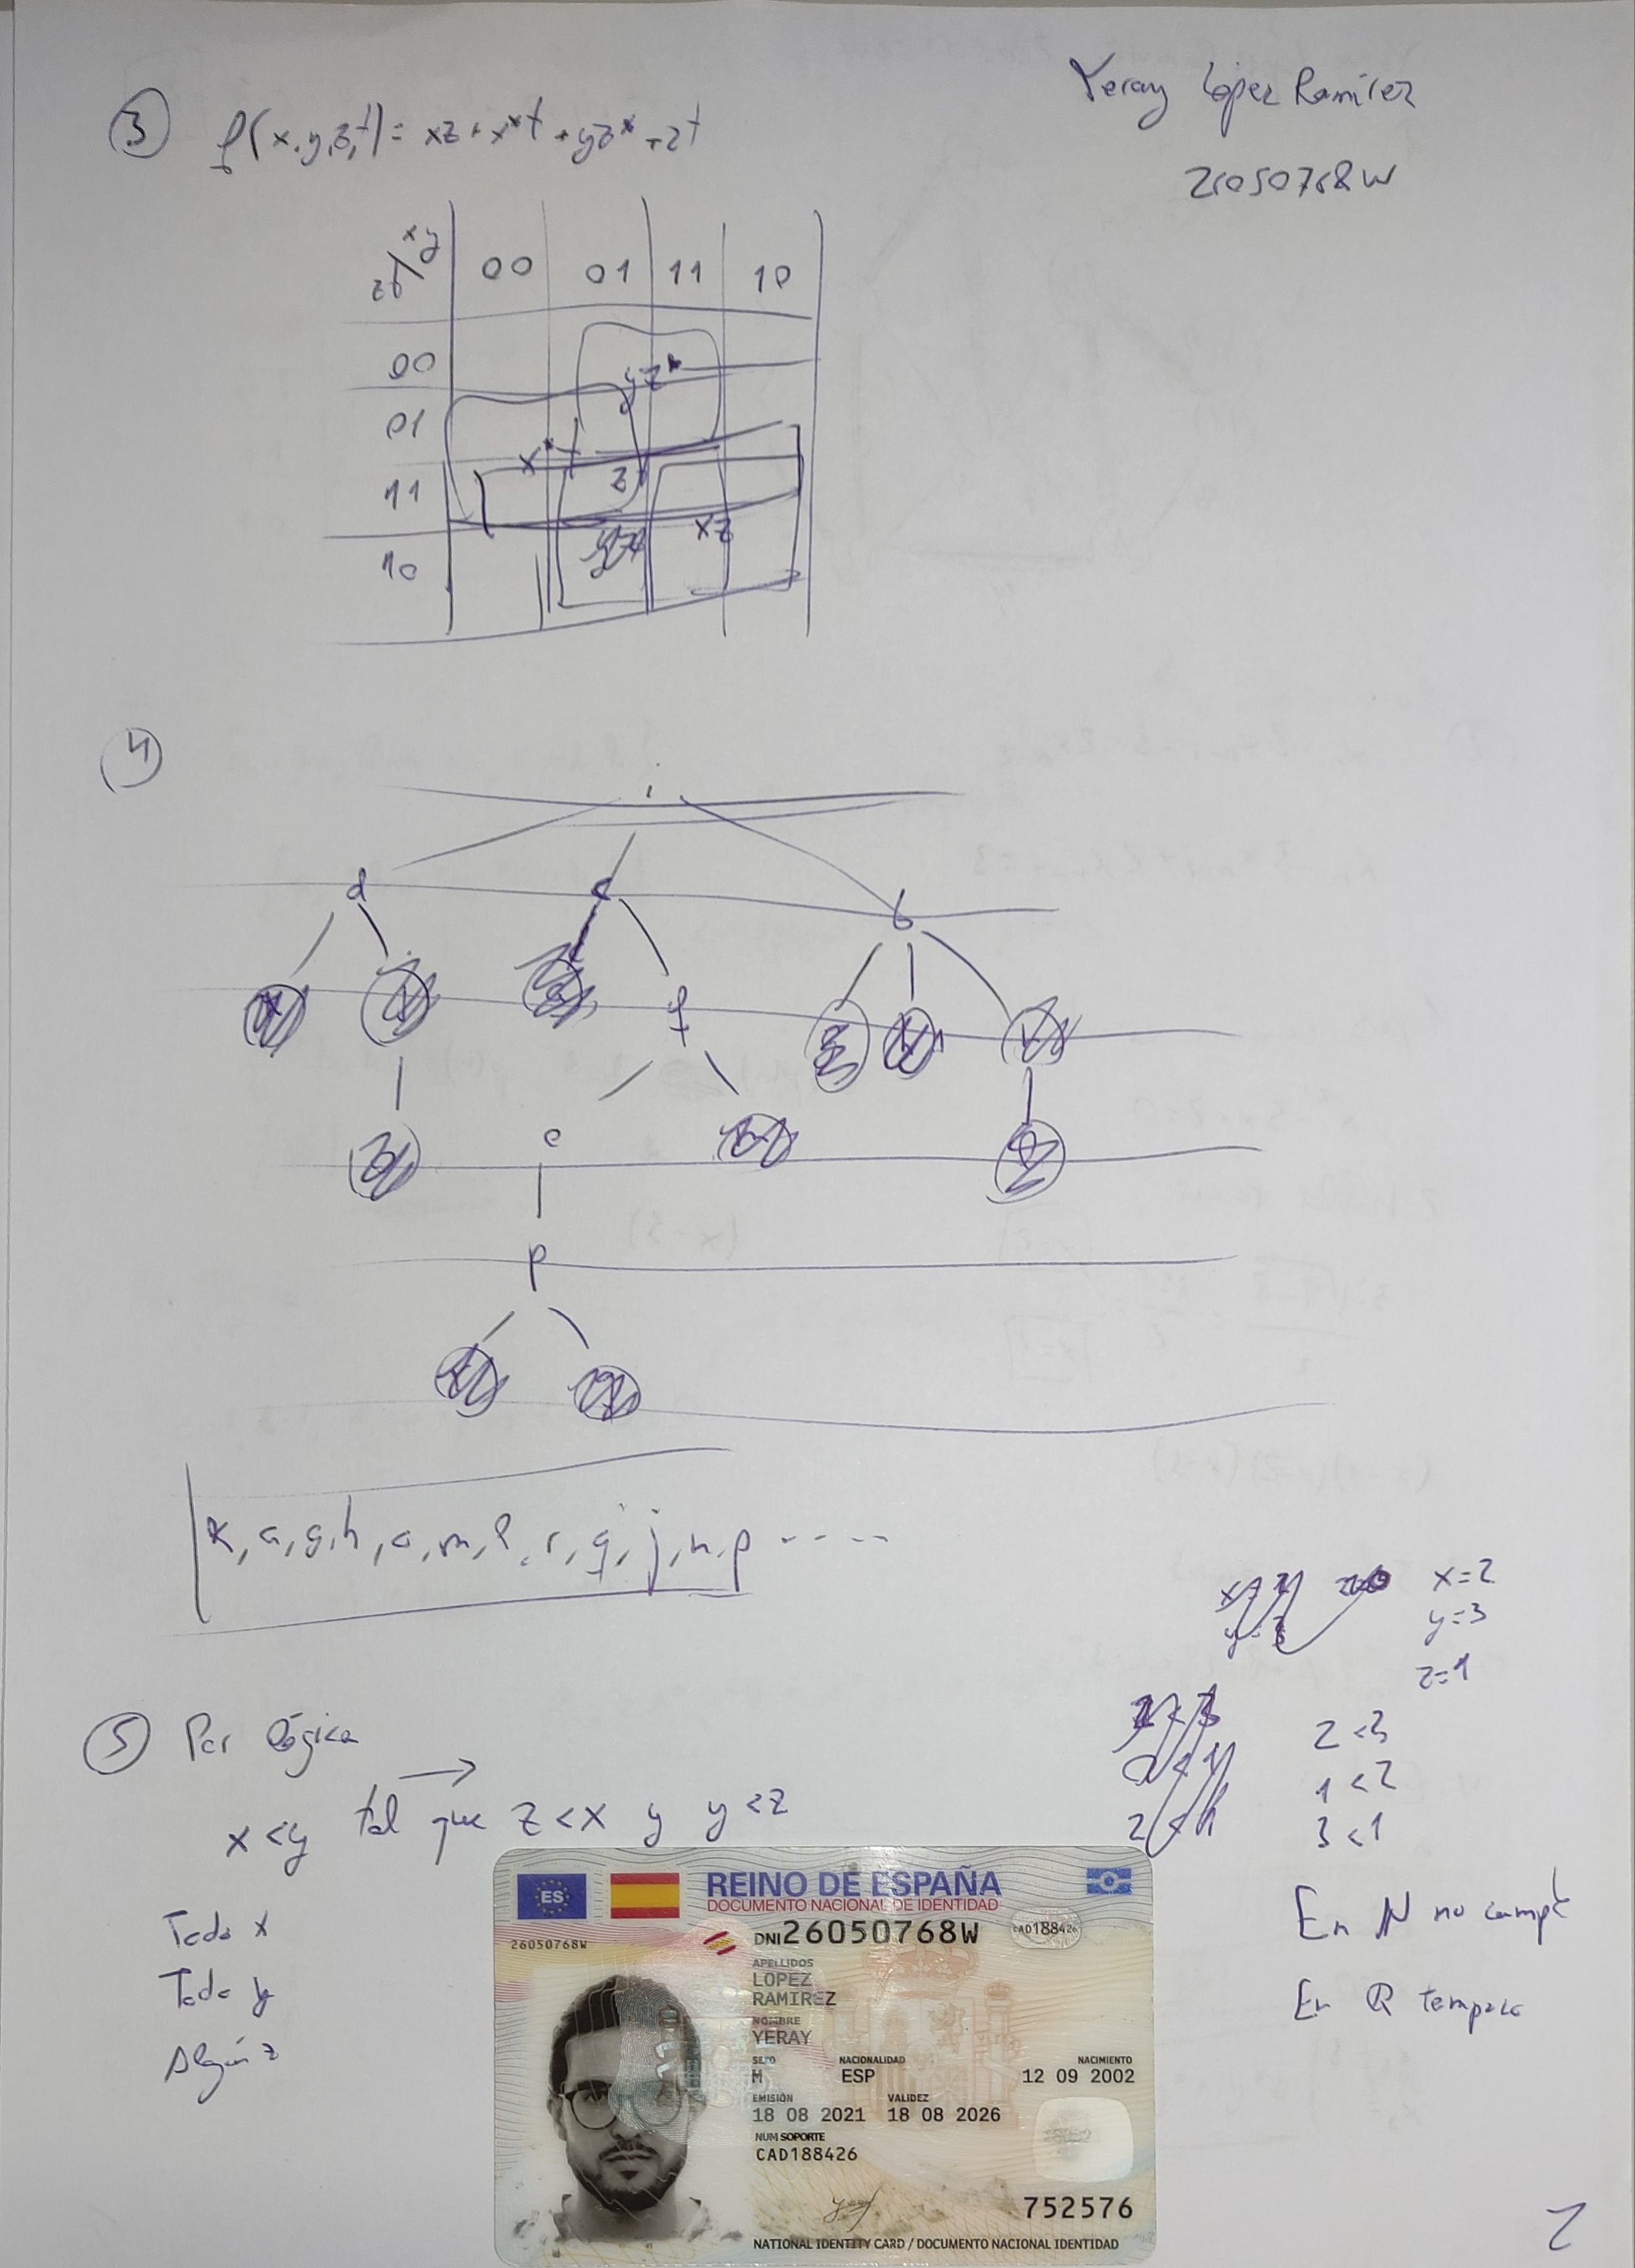 Yeray López Ramírez
26050768W
③ f(x,y,z,t) = xz + x*t + yz* + zt
xy
zt
00 01 11 10
00
01
11
10
yz*
x*t
zt
xz
④
i
d c b
f
e
p
k, a, g, h, o, m, l, r, q, j, n, p ----
x=2
y=3
z=1
⑤ Por lógica
x<y tal que z<x y y<z
2<3
1<2
3<1
Todo x
Todo y
Algún z
En N no cumple
En R tampoco
ES
REINO DE ESPAÑA
DOCUMENTO NACIONAL DE IDENTIDAD
26050768W
DNI 26050768W
CAD188426
APELLIDOS
LOPEZ
RAMIREZ
NOMBRE
YERAY
SEXO NACIONALIDAD NACIMIENTO
M ESP 12 09 2002
EMISIÓN VALIDEZ
18 08 2021 18 08 2026
NUM SOPORTE
CAD188426
752576
NATIONAL IDENTITY CARD / DOCUMENTO NACIONAL IDENTIDAD
2